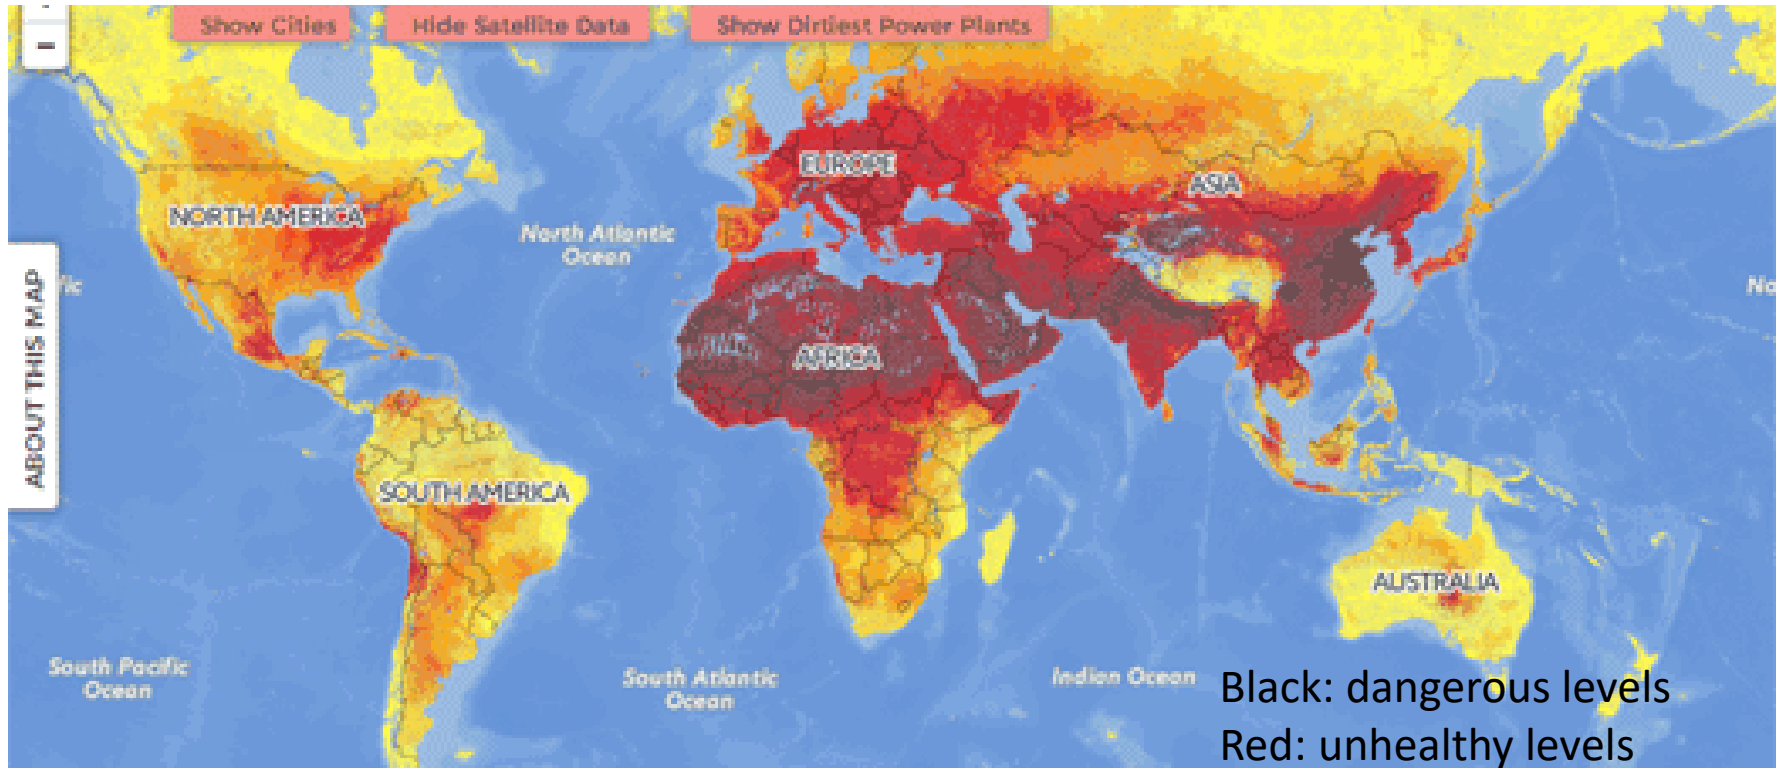 Show Cities
Hide Satellite Data
Show Dirtiest Power Plants
EUROPE
ASIA
NORTH AMERICA
North Atlantic
Ocean
ABOUT THIS MAP
AFRICA
SOUTH AMERICA
AUSTRALIA
South Pacific
Ocean
South Atlantic
Ocean
Indian Ocean
Black: dangerous levels
Red: unhealthy levels